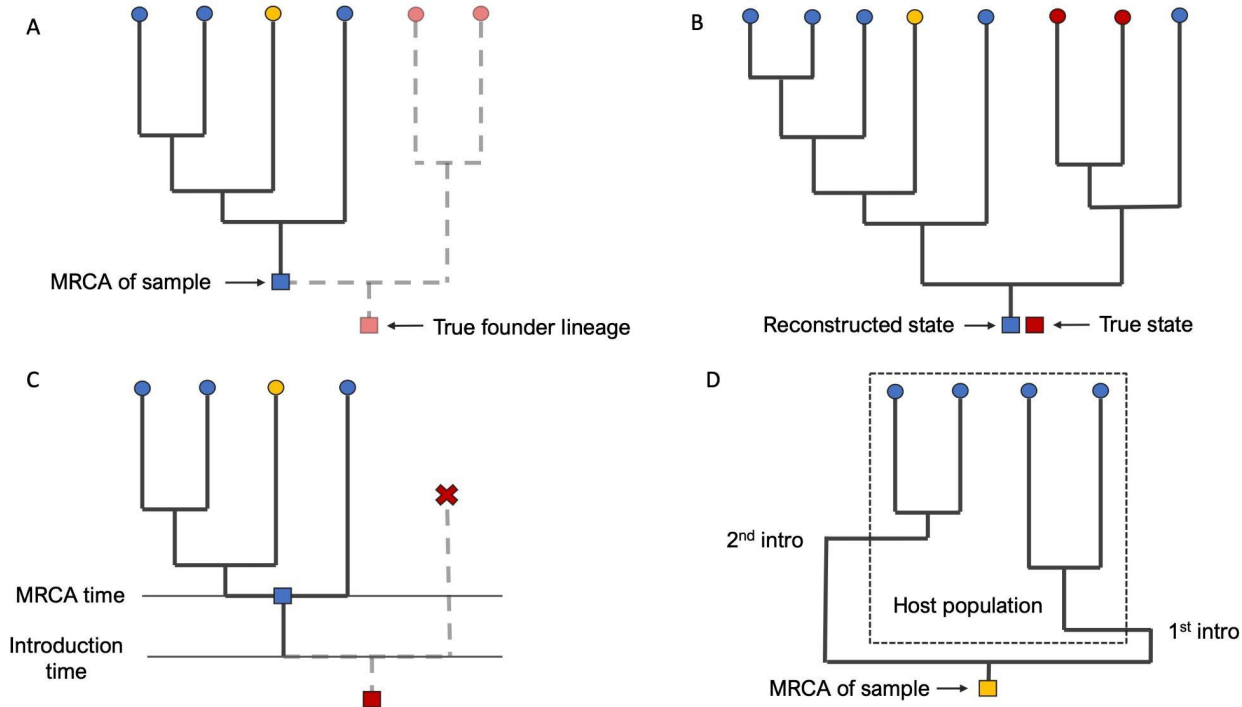 A
MRCA of sample
True founder lineage
B
Reconstructed state
True state
C
MRCA time
Introduction
time
D
2nd intro
Host population
1st intro
MRCA of sample